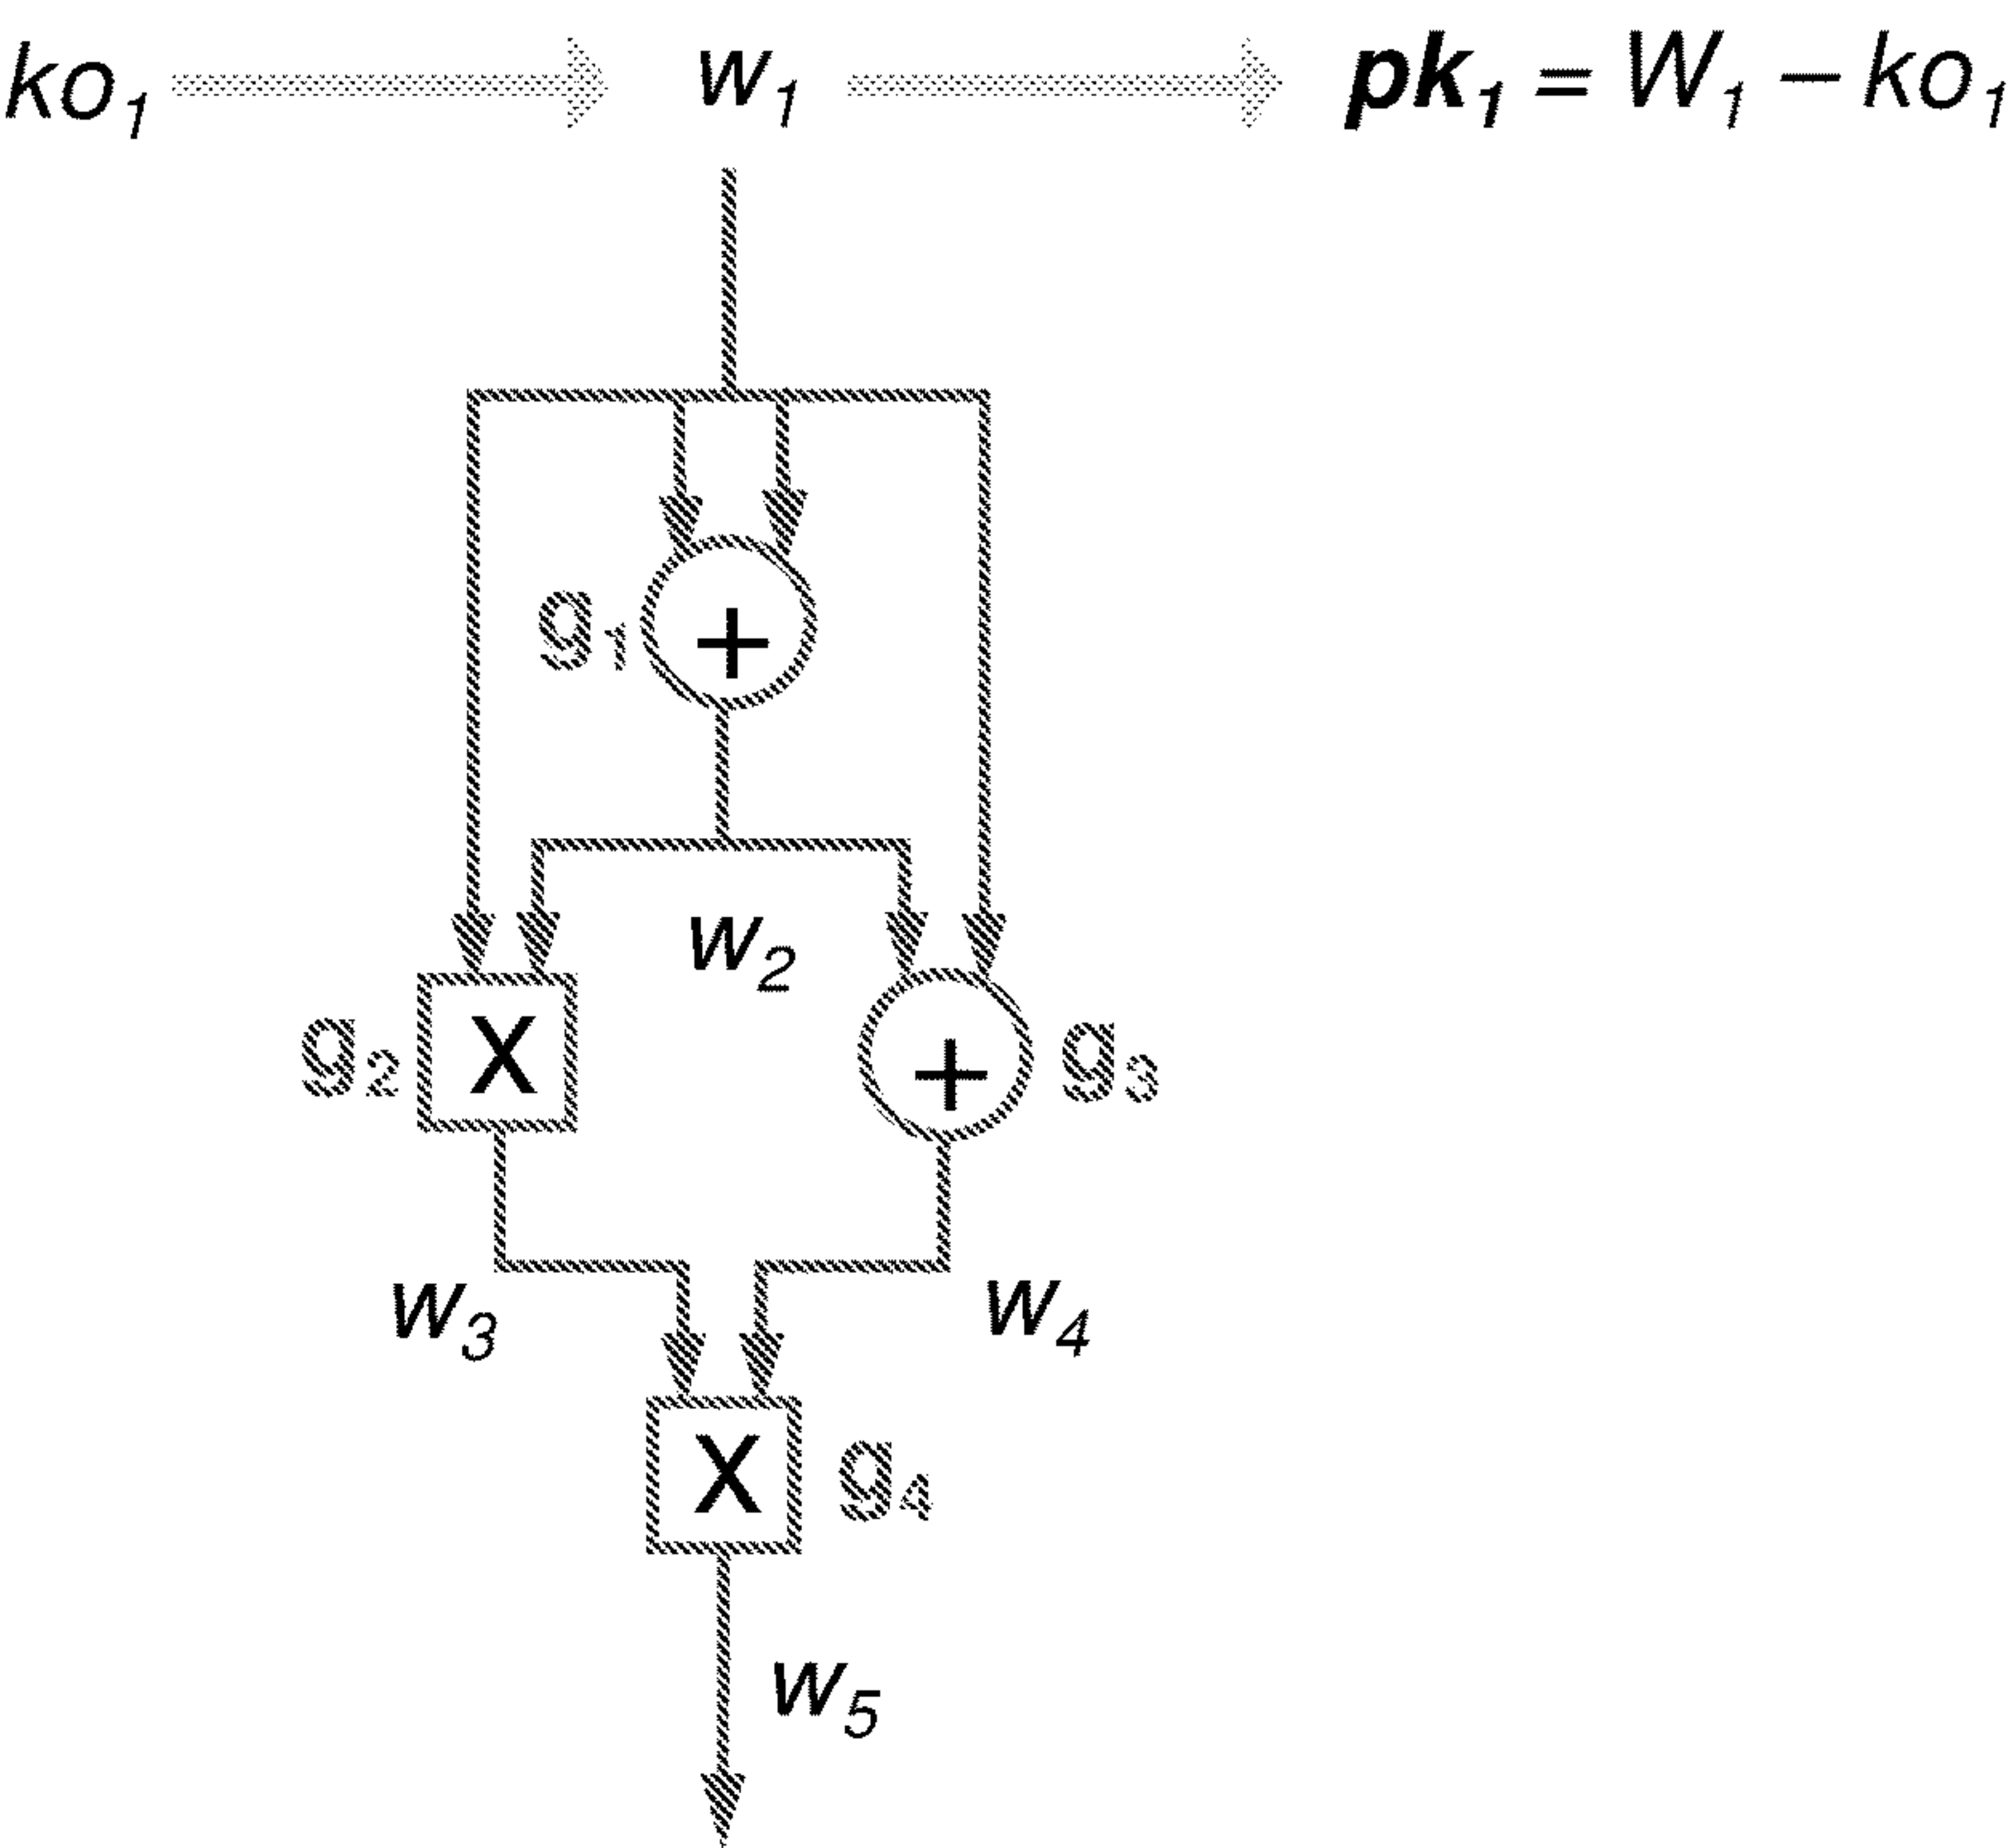 ko₁ w₁ pk₁ = W₁ – ko₁
g₁ +
w₂
g₂ X + g₃
w₃ w₄
X g₄
w₅